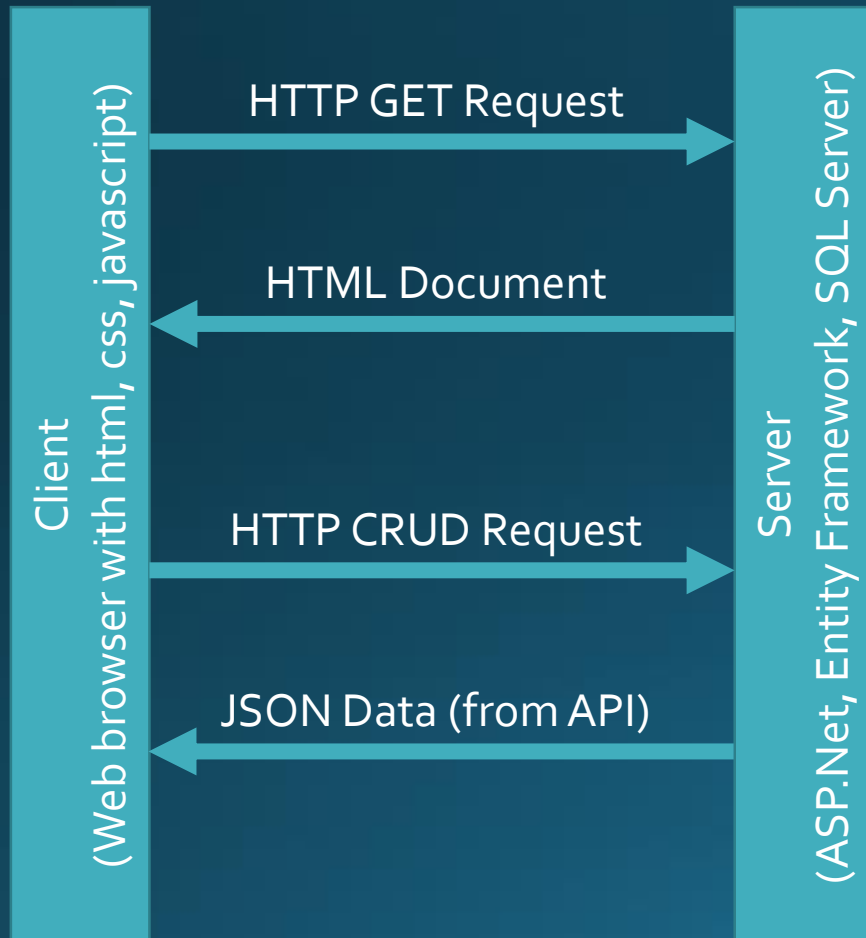 Client
(Web browser with html, css, javascript)
HTTP GET Request
HTML Document
HTTP CRUD Request
JSON Data (from API)
Server
(ASP.Net, Entity Framework, SQL Server)